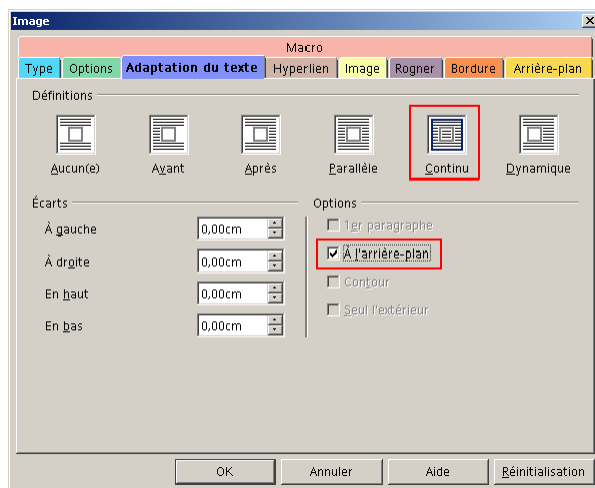 Image
Macro
Type Options Adaptation du texte Hyperlien Image Rogner Bordure Arrière-plan
Définitions
Aucun(e) Avant Après Parallèle Continu Dynamique
Écarts Options
À gauche 0,00cm 1er paragraphe
À droite 0,00cm À l'arrière-plan
En haut 0,00cm Contour
En bas 0,00cm Seul l'extérieur
OK Annuler Aide Réinitialisation